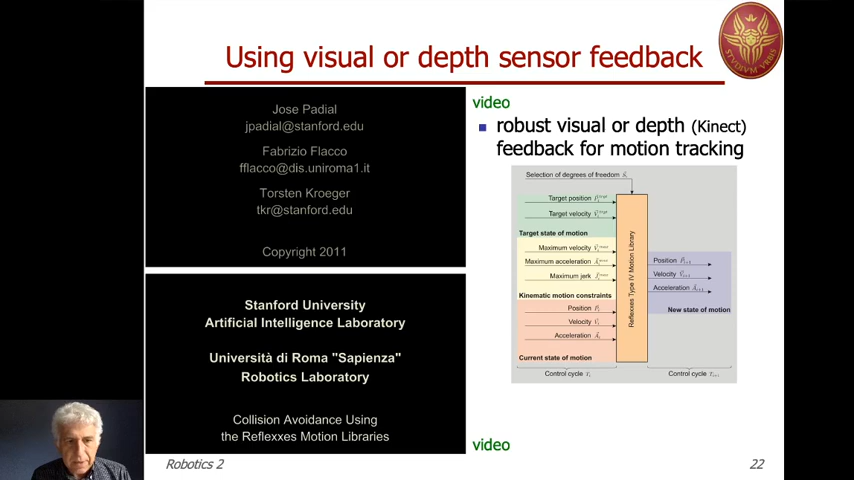 Using visual or depth sensor feedback
Jose Padial
jpadial@stanford.edu
Fabrizio Flacco
fflacco@dis.uniroma1.it
Torsten Kroeger
tkr@stanford.edu
Copyright 2011
Stanford University
Artificial Intelligence Laboratory
Università di Roma "Sapienza"
Robotics Laboratory
Collision Avoidance Using
the Reflexxes Motion Libraries
video
robust visual or depth (Kinect)
feedback for motion tracking
Selection of degrees of freedom
Target position
Target velocity
Target state of motion
Maximum velocity
Maximum acceleration
Maximum jerk
Kinematic motion constraints
Position
Velocity
Acceleration
Current state of motion
Reflexxes Type IV Motion Library
Position
Velocity
Acceleration
New state of motion
Control cycle
Control cycle
video
Robotics 2
22